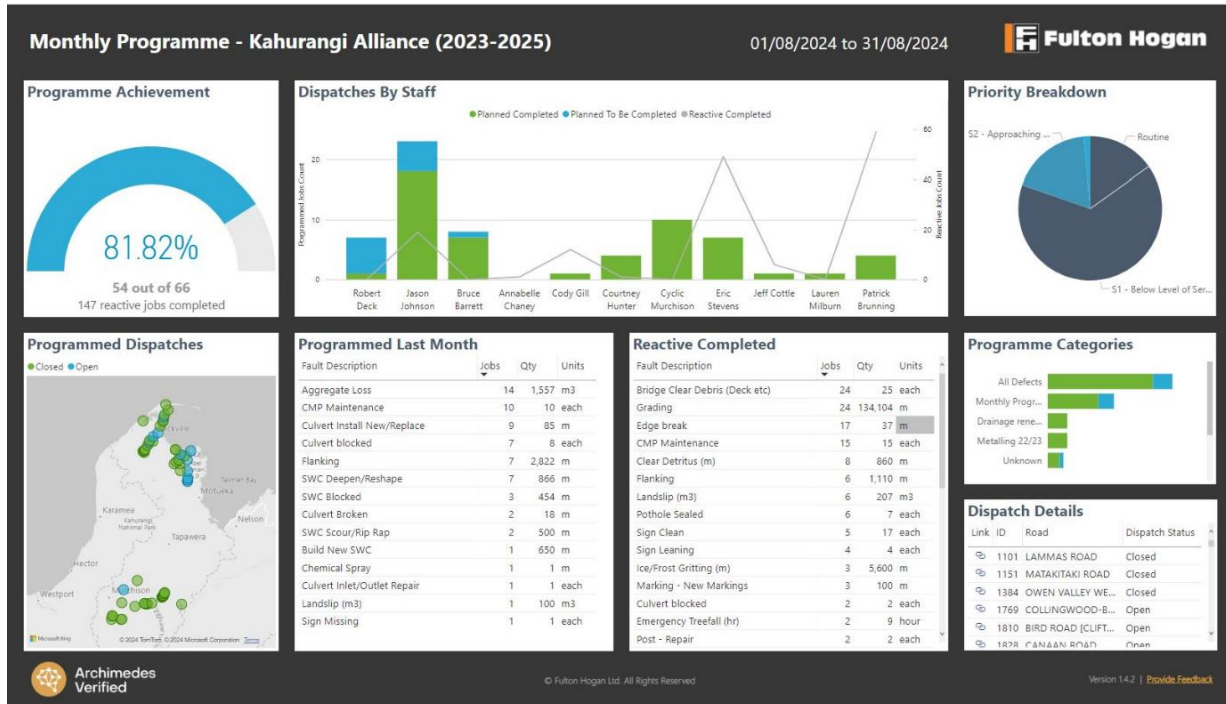 Monthly Programme - Kahurangi Alliance (2023-2025)
01/08/2024 to 31/08/2024
Fulton Hogan
Programme Achievement
81.82%
54 out of 66
147 reactive jobs completed
Dispatches By Staff
Planned Completed Planned To Be Completed Reactive Completed
Programmed Jobs Count
20
10
0
60
40
20
0
Reactive Jobs Count
Robert Deck
Jason Johnson
Bruce Barrett
Annabelle Chaney
Cody Gill
Courtney Hunter
Cyclic Murchison
Eric Stevens
Jeff Cottle
Lauren Milburn
Patrick Brunning
Priority Breakdown
S2 - Approaching ...
Routine
S1 - Below Level of Ser...
Programmed Dispatches
Closed Open
Tasman Bay
Motueka
Karamea
Kahurangi National Park
Nelson
Tapawera
Hector
Westport
Microsoft Bing
© 2024 TomTom, © 2024 Microsoft Corporation Terms
Programmed Last Month
Fault Description Jobs Qty Units
Aggregate Loss 14 1,557 m3
CMP Maintenance 10 10 each
Culvert Install New/Replace 9 85 m
Culvert blocked 7 8 each
Flanking 7 2,822 m
SWC Deepen/Reshape 7 866 m
SWC Blocked 3 454 m
Culvert Broken 2 18 m
SWC Scour/Rip Rap 2 500 m
Build New SWC 1 650 m
Chemical Spray 1 1 m
Culvert Inlet/Outlet Repair 1 1 each
Landslip (m3) 1 100 m3
Sign Missing 1 1 each
Reactive Completed
Fault Description Jobs Qty Units
Bridge Clear Debris (Deck etc) 24 25 each
Grading 24 134,104 m
Edge break 17 37 m
CMP Maintenance 15 15 each
Clear Detritus (m) 8 860 m
Flanking 6 1,110 m
Landslip (m3) 6 207 m3
Pothole Sealed 6 7 each
Sign Clean 5 17 each
Sign Leaning 4 4 each
Ice/Frost Gritting (m) 3 5,600 m
Marking - New Markings 3 100 m
Culvert blocked 2 2 each
Emergency Treefall (hr) 2 9 hour
Post - Repair 2 2 each
Programme Categories
All Defects
Monthly Progr...
Drainage rene...
Metalling 22/23
Unknown
Dispatch Details
Link ID Road Dispatch Status
1101 LAMMAS ROAD Closed
1151 MATAKITAKI ROAD Closed
1384 OWEN VALLEY WE... Closed
1769 COLLINGWOOD-B... Open
1810 BIRD ROAD [CLIFT... Open
1828 CANAAN ROAD Open
Archimedes
Verified
© Fulton Hogan Ltd. All Rights Reserved
Version 1.4.2 | Provide Feedback